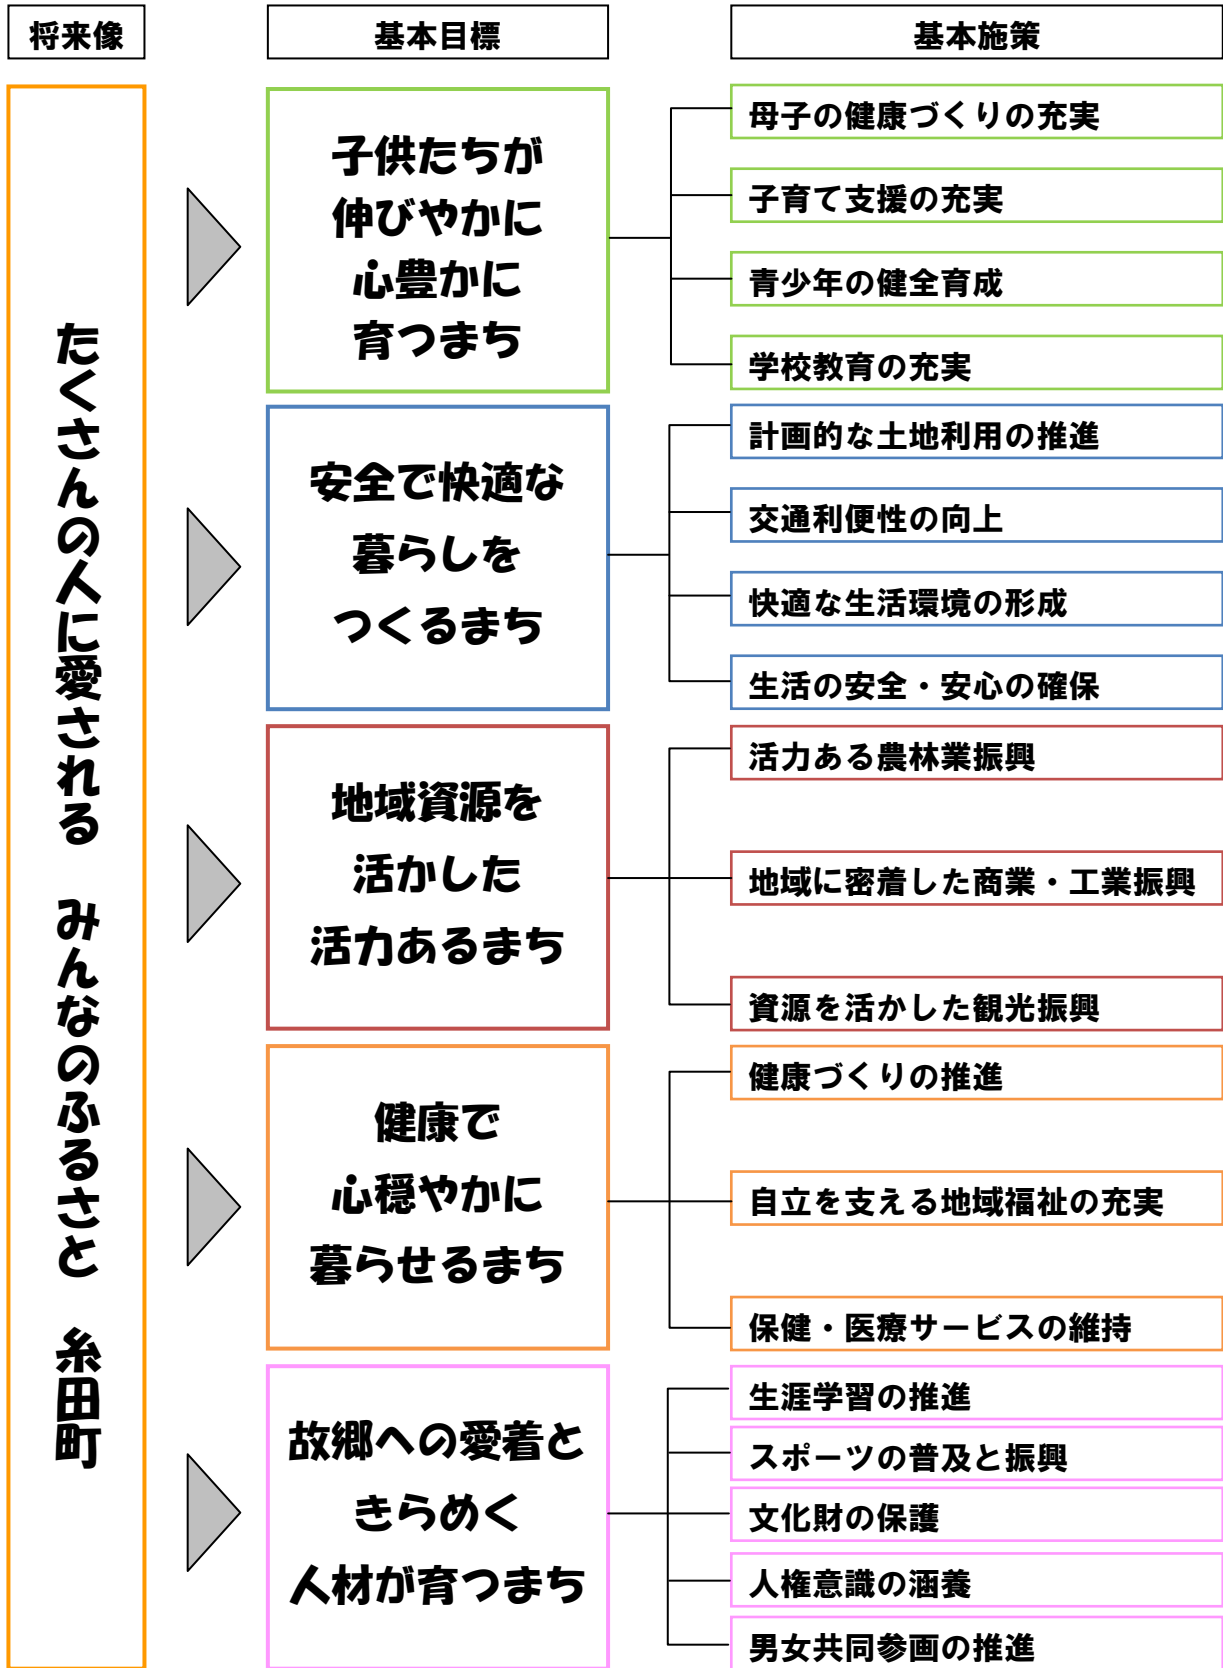 将来像
基本目標
基本施策
たくさんの人に愛される　みんなのふるさと　糸田町
子供たちが
伸びやかに
心豊かに
育つまち
母子の健康づくりの充実
子育て支援の充実
青少年の健全育成
学校教育の充実
安全で快適な
暮らしを
つくるまち
計画的な土地利用の推進
交通利便性の向上
快適な生活環境の形成
生活の安全・安心の確保
地域資源を
活かした
活力あるまち
活力ある農林業振興
地域に密着した商業・工業振興
資源を活かした観光振興
健康で
心穏やかに
暮らせるまち
健康づくりの推進
自立を支える地域福祉の充実
保健・医療サービスの維持
故郷への愛着と
きらめく
人材が育つまち
生涯学習の推進
スポーツの普及と振興
文化財の保護
人権意識の涵養
男女共同参画の推進